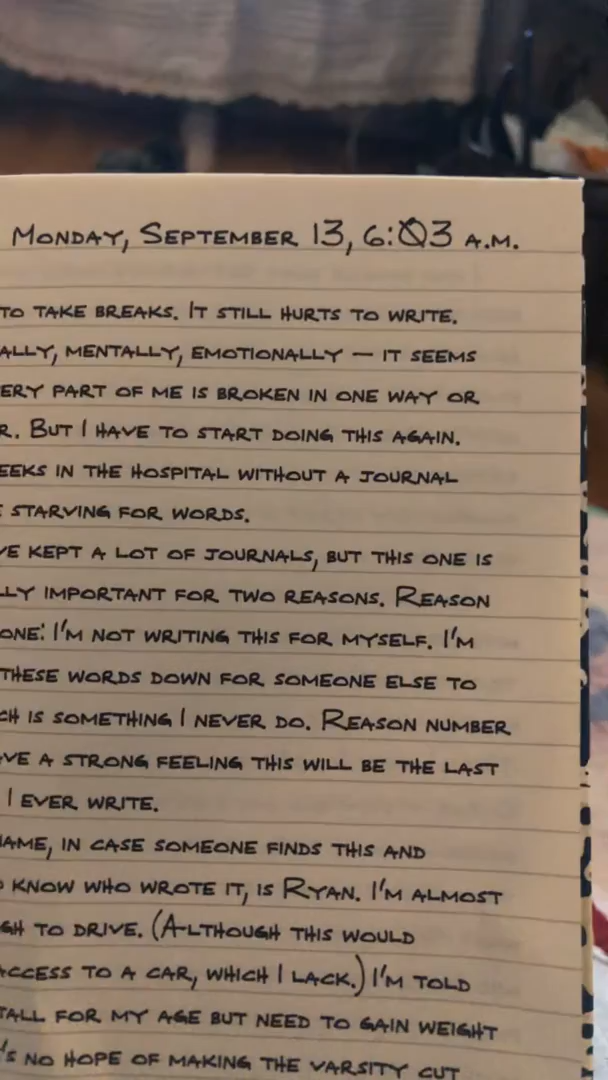 MONDAY, SEPTEMBER 13, 6:03 A.M.
TO TAKE BREAKS. IT STILL HURTS TO WRITE.
ALLY, MENTALLY, EMOTIONALLY — IT SEEMS
ERY PART OF ME IS BROKEN IN ONE WAY OR
R. BUT I HAVE TO START DOING THIS AGAIN.
EEKS IN THE HOSPITAL WITHOUT A JOURNAL
E STARVING FOR WORDS.
VE KEPT A LOT OF JOURNALS, BUT THIS ONE IS
LLY IMPORTANT FOR TWO REASONS. REASON
ONE: I'M NOT WRITING THIS FOR MYSELF. I'M
THESE WORDS DOWN FOR SOMEONE ELSE TO
CH IS SOMETHING I NEVER DO. REASON NUMBER
VE A STRONG FEELING THIS WILL BE THE LAST
I EVER WRITE.
NAME, IN CASE SOMEONE FINDS THIS AND
O KNOW WHO WROTE IT, IS RYAN. I'M ALMOST
GH TO DRIVE. (ALTHOUGH THIS WOULD
ACCESS TO A CAR, WHICH I LACK.) I'M TOLD
TALL FOR MY AGE BUT NEED TO GAIN WEIGHT
'S NO HOPE OF MAKING THE VARSITY CUT